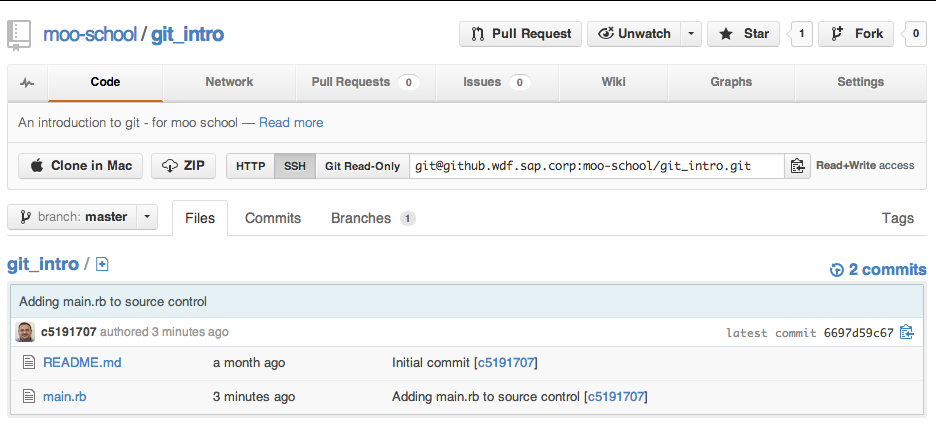 moo-school / git_intro Pull Request Unwatch Star 1 Fork 0
Code Network Pull Requests 0 Issues 0 Wiki Graphs Settings
An introduction to git - for moo school — Read more
Clone in Mac ZIP HTTP SSH Git Read-Only git@github.wdf.sap.corp:moo-school/git_intro.git Read+Write access
branch: master Files Commits Branches 1 Tags
git_intro /
2 commits
Adding main.rb to source control
c5191707 authored 3 minutes ago latest commit 6697d59c67
README.md a month ago Initial commit [c5191707]
main.rb 3 minutes ago Adding main.rb to source control [c5191707]